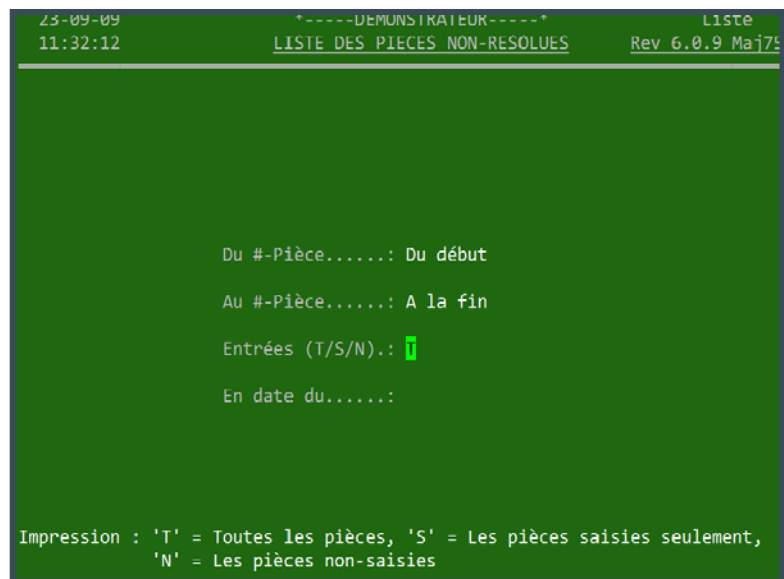 23-09-09 *-----DEMONSTRATEUR-----* Liste
11:32:12 LISTE DES PIECES NON-RESOLUES Rev 6.0.9 Maj75
Du #-Pièce......: Du début
Au #-Pièce......: A la fin
Entrées (T/S/N).: T
En date du......:
Impression : 'T' = Toutes les pièces, 'S' = Les pièces saisies seulement,
'N' = Les pièces non-saisies